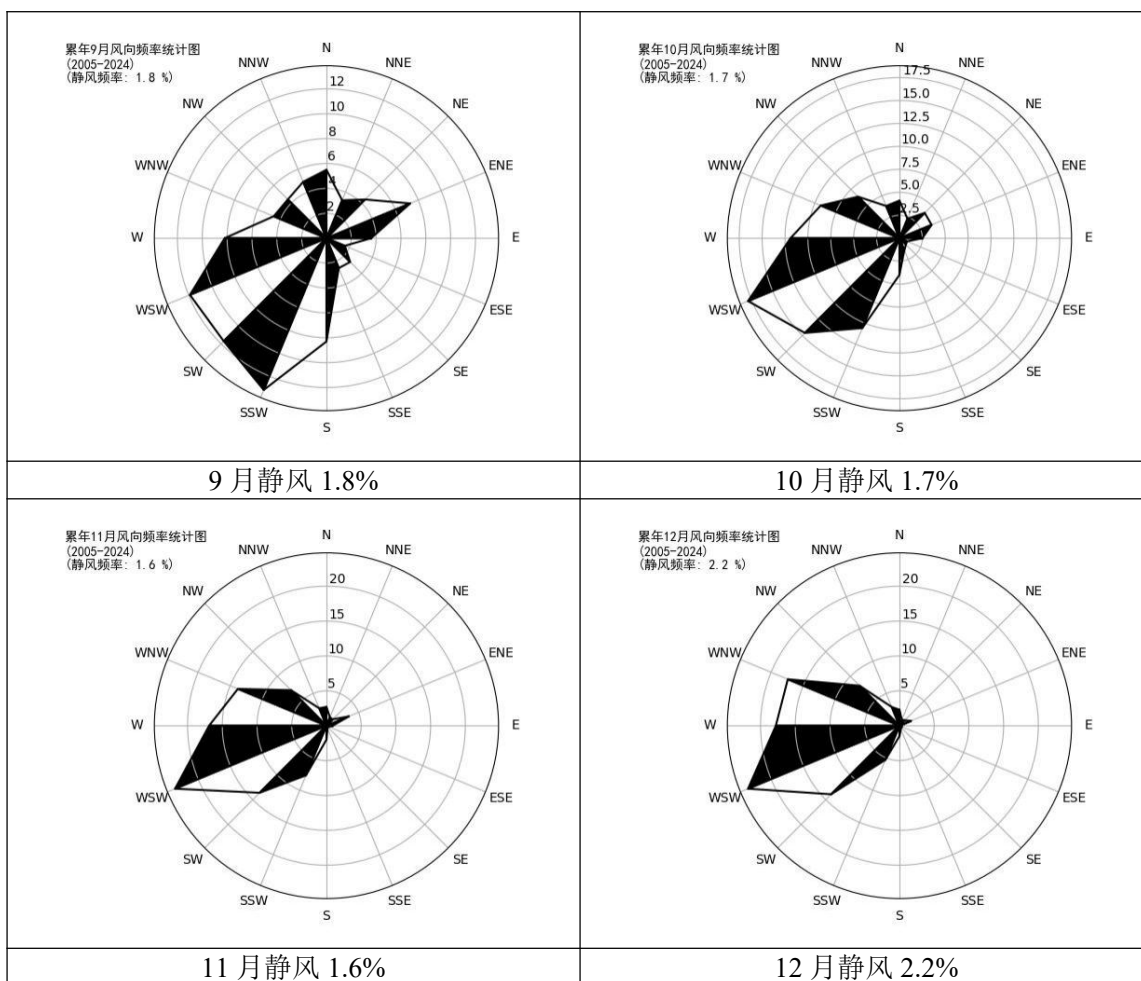 累年9月风向频率统计图
(2005-2024)
(静风频率: 1.8 %)
N
NNE
NE
ENE
E
ESE
SE
SSE
S
SSW
SW
WSW
W
WNW
NW
NNW
12
10
8
6
4
2
累年10月风向频率统计图
(2005-2024)
(静风频率: 1.7 %)
N
NNE
NE
ENE
E
ESE
SE
SSE
S
SSW
SW
WSW
W
WNW
NW
NNW
17.5
15.0
12.5
10.0
7.5
5.0
2.5
9 月静风 1.8%
10 月静风 1.7%
累年11月风向频率统计图
(2005-2024)
(静风频率: 1.6 %)
N
NNE
NE
ENE
E
ESE
SE
SSE
S
SSW
SW
WSW
W
WNW
NW
NNW
20
15
10
5
累年12月风向频率统计图
(2005-2024)
(静风频率: 2.2 %)
N
NNE
NE
ENE
E
ESE
SE
SSE
S
SSW
SW
WSW
W
WNW
NW
NNW
20
15
10
5
11 月静风 1.6%
12 月静风 2.2%